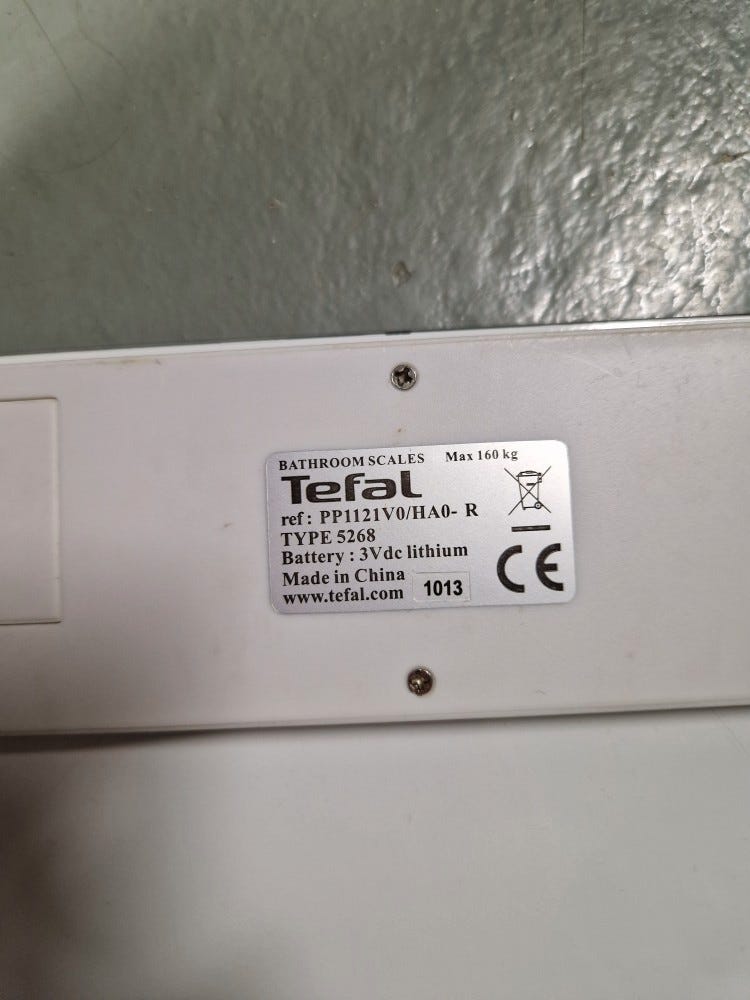 BATHROOM SCALES Max 160 kg
Tefal
ref : PP1121V0/HA0- R
TYPE 5268
Battery : 3Vdc lithium
Made in China
www.tefal.com 1013
CE